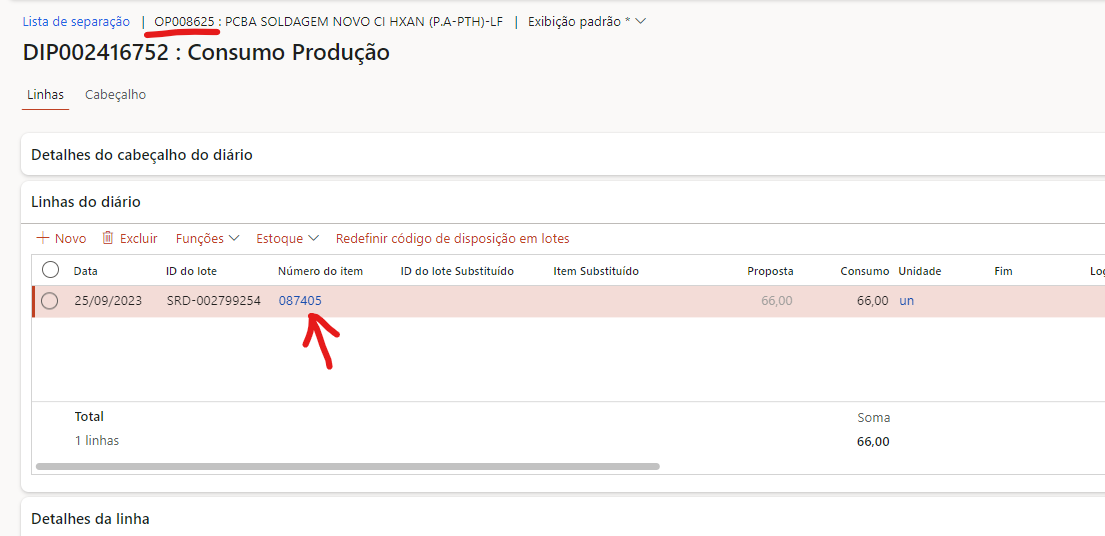 Lista de separação | OP008625 : PCBA SOLDAGEM NOVO CI HXAN (P.A-PTH)-LF | Exibição padrão *
DIP002416752 : Consumo Produção
Linhas Cabeçalho
Detalhes do cabeçalho do diário
Linhas do diário
Novo Excluir Funções Estoque Redefinir código de disposição em lotes
Data ID do lote Número do item ID do lote Substituído Item Substituído Proposta Consumo Unidade Fim
25/09/2023 SRD-002799254 087405 66,00 66,00 un
Total Soma
1 linhas 66,00
Detalhes da linha